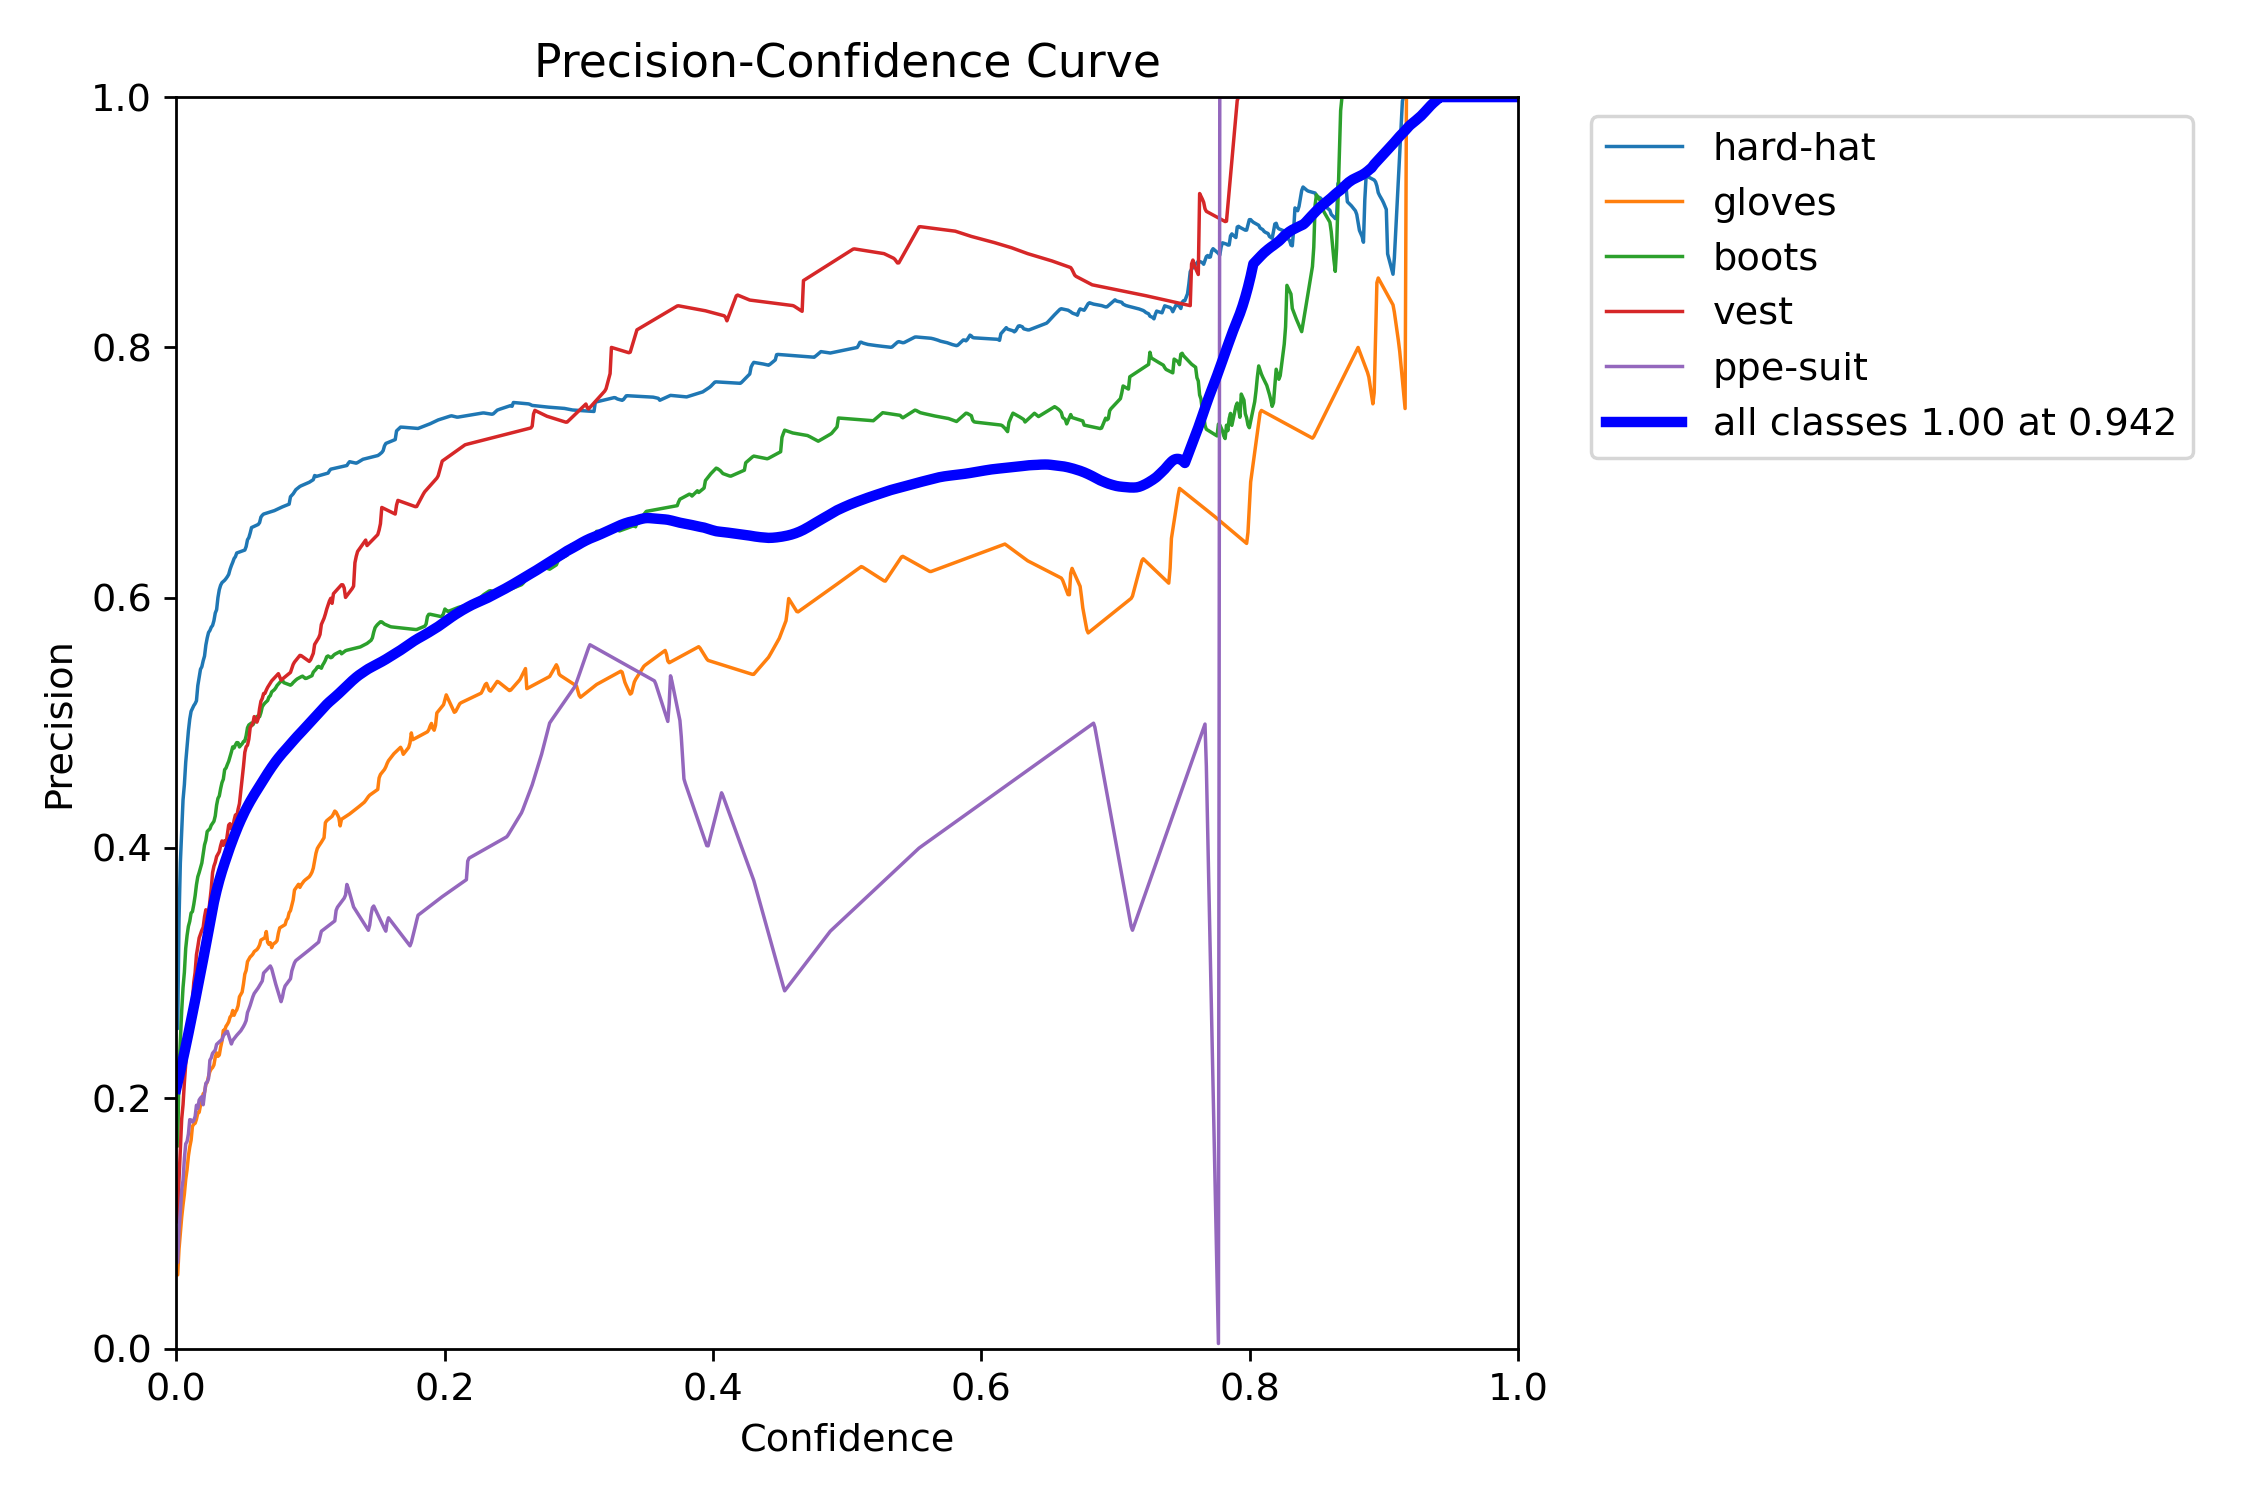 Precision-Confidence Curve
1.0
0.8
0.6
0.4
0.2
0.0
Precision
0.0 0.2 0.4 0.6 0.8 1.0
Confidence
hard-hat
gloves
boots
vest
ppe-suit
all classes 1.00 at 0.942